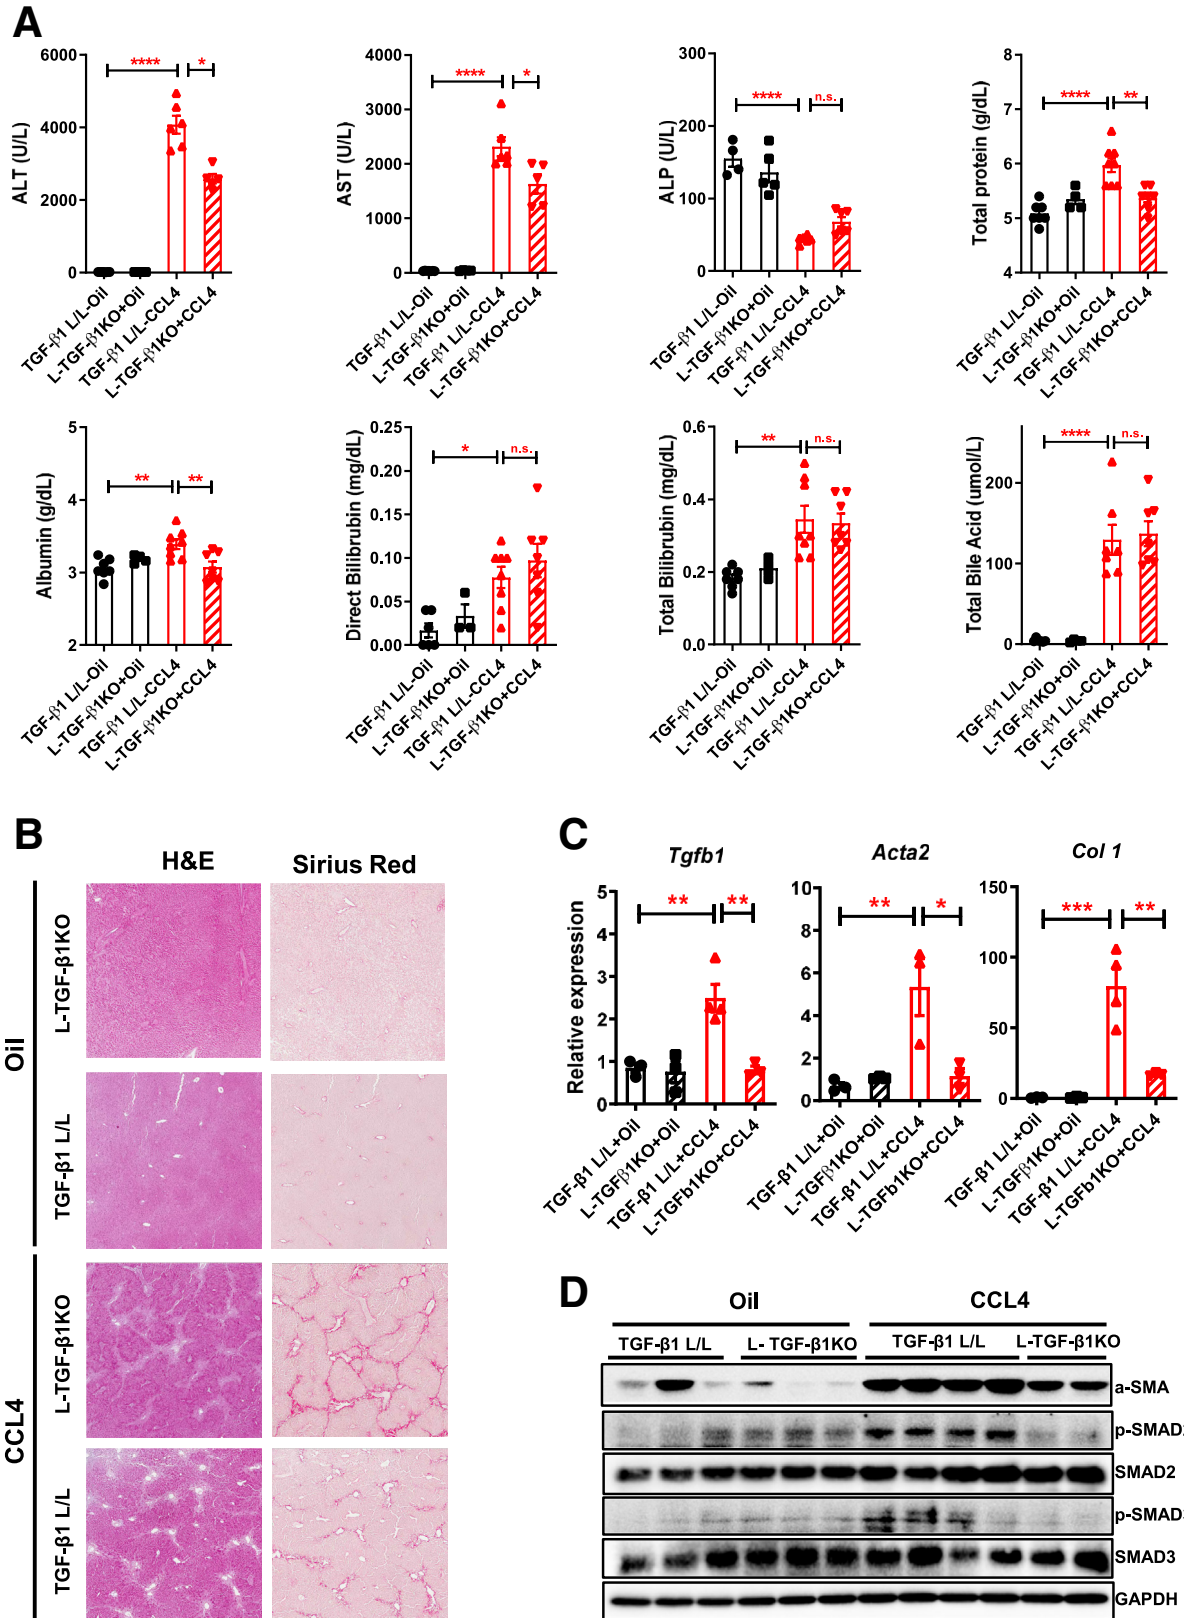 A
ALT (U/L)
6000
4000
2000
0
****
*
TGF-β1 L/L-Oil
L-TGF-β1KO+Oil
TGF-β1 L/L-CCL4
L-TGF-β1KO+CCL4
AST (U/L)
4000
3000
2000
1000
0
****
*
TGF-β1 L/L-Oil
L-TGF-β1KO+Oil
TGF-β1 L/L-CCL4
L-TGF-β1KO+CCL4
ALP (U/L)
300
200
100
0
****
n.s.
TGF-β1 L/L-Oil
L-TGF-β1KO+Oil
TGF-β1 L/L-CCL4
L-TGF-β1KO+CCL4
Total protein (g/dL)
8
7
6
5
4
****
**
TGF-β1 L/L-Oil
L-TGF-β1KO+Oil
TGF-β1 L/L-CCL4
L-TGF-β1KO+CCL4
Albumin (g/dL)
5
4
3
2
**
**
TGF-β1 L/L-Oil
L-TGF-β1KO+Oil
TGF-β1 L/L-CCL4
L-TGF-β1KO+CCL4
Direct Bilibrubin (mg/dL)
0.25
0.20
0.15
0.10
0.05
0.00
*
n.s.
TGF-β1 L/L-Oil
L-TGF-β1KO+Oil
TGF-β1 L/L-CCL4
L-TGF-β1KO+CCL4
Total Bilibrubin (mg/dL)
0.6
0.4
0.2
0.0
**
n.s.
TGF-β1 L/L-Oil
L-TGF-β1KO+Oil
TGF-β1 L/L-CCL4
L-TGF-β1KO+CCL4
Total Bile Acid (umol/L)
200
100
0
****
n.s.
TGF-β1 L/L-Oil
L-TGF-β1KO+Oil
TGF-β1 L/L-CCL4
L-TGF-β1KO+CCL4
B
H&E
Sirius Red
Oil
L-TGF-β1KO
TGF-β1 L/L
CCL4
L-TGF-β1KO
TGF-β1 L/L
C
Relative expression
Tgfb1
5
4
3
2
1
0
**
**
TGF-β1 L/L+Oil
L-TGFβ1KO+Oil
TGF-β1 L/L+CCL4
L-TGFb1KO+CCL4
Acta2
10
8
6
4
2
0
**
*
TGF-β1 L/L+Oil
L-TGFβ1KO+Oil
TGF-β1 L/L+CCL4
L-TGFb1KO+CCL4
Col 1
150
100
50
0
***
**
TGF-β1 L/L+Oil
L-TGFβ1KO+Oil
TGF-β1 L/L+CCL4
L-TGFb1KO+CCL4
D
Oil
CCL4
TGF-β1 L/L
L- TGF-β1KO
TGF-β1 L/L
L-TGF-β1KO
a-SMA
p-SMAD2
SMAD2
p-SMAD3
SMAD3
GAPDH